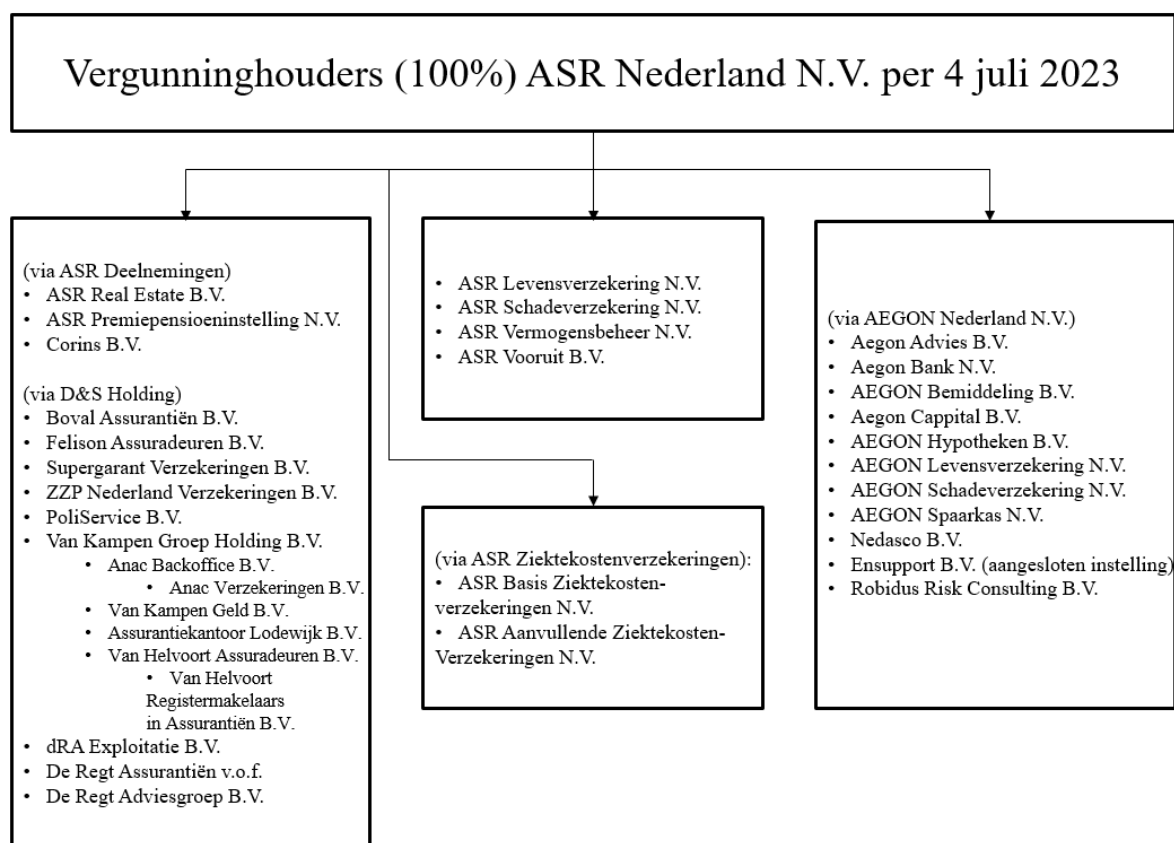 Vergunninghouders (100%) ASR Nederland N.V. per 4 juli 2023
(via ASR Deelnemingen)
• ASR Real Estate B.V.
• ASR Premiepensioeninstelling N.V.
• Corins B.V.
(via D&S Holding)
• Boval Assurantiën B.V.
• Felison Assuradeuren B.V.
• Supergarant Verzekeringen B.V.
• ZZP Nederland Verzekeringen B.V.
• PoliService B.V.
• Van Kampen Groep Holding B.V.
• Anac Backoffice B.V.
• Anac Verzekeringen B.V.
• Van Kampen Geld B.V.
• Assurantiekantoor Lodewijk B.V.
• Van Helvoort Assuradeuren B.V.
• Van Helvoort
Registermakelaars
in Assurantiën B.V.
• dRA Exploitatie B.V.
• De Regt Assurantiën v.o.f.
• De Regt Adviesgroep B.V.
• ASR Levensverzekering N.V.
• ASR Schadeverzekering N.V.
• ASR Vermogensbeheer N.V.
• ASR Vooruit B.V.
(via ASR Ziektekostenverzekeringen):
• ASR Basis Ziektekosten-
verzekeringen N.V.
• ASR Aanvullende Ziektekosten-
Verzekeringen N.V.
(via AEGON Nederland N.V.)
• Aegon Advies B.V.
• Aegon Bank N.V.
• AEGON Bemiddeling B.V.
• Aegon Cappital B.V.
• AEGON Hypotheken B.V.
• AEGON Levensverzekering N.V.
• AEGON Schadeverzekering N.V.
• AEGON Spaarkas N.V.
• Nedasco B.V.
• Ensupport B.V. (aangesloten instelling)
• Robidus Risk Consulting B.V.